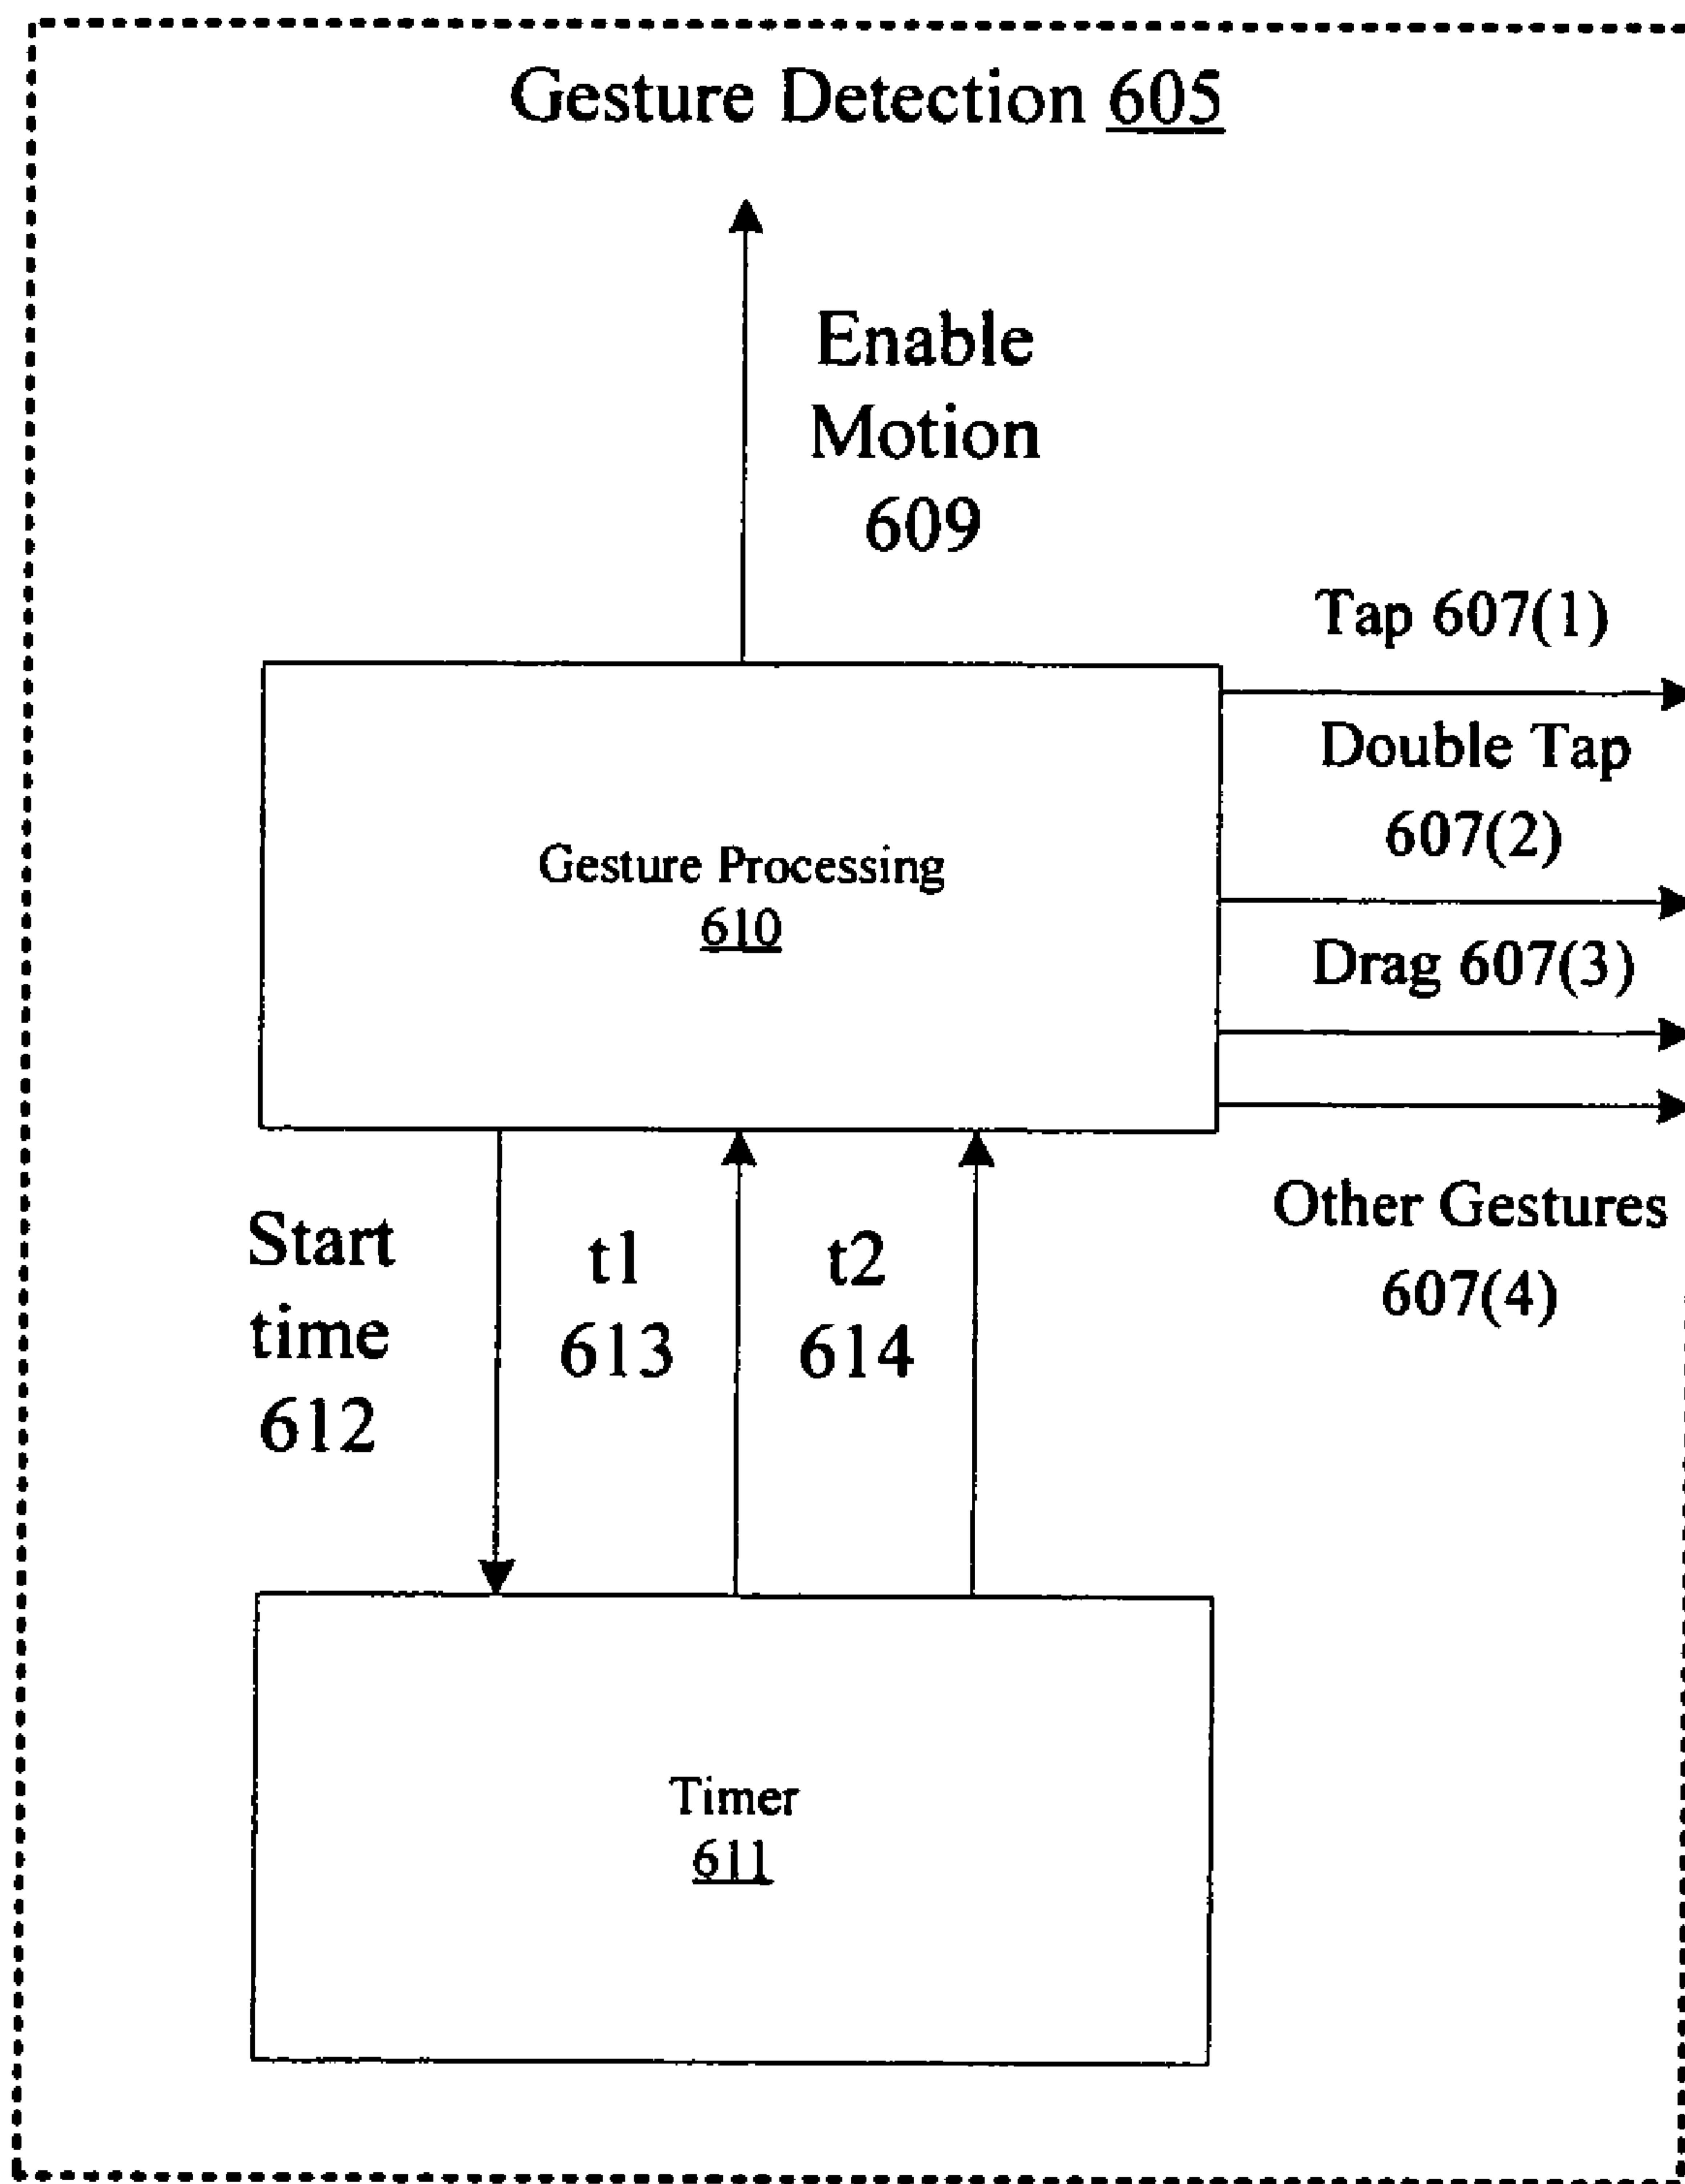 Gesture Detection 605
Enable
Motion
609
Tap 607(1)
Double Tap
607(2)
Gesture Processing
610
Drag 607(3)
Other Gestures
607(4)
Start
time
612
t1
613
t2
614
Timer
611